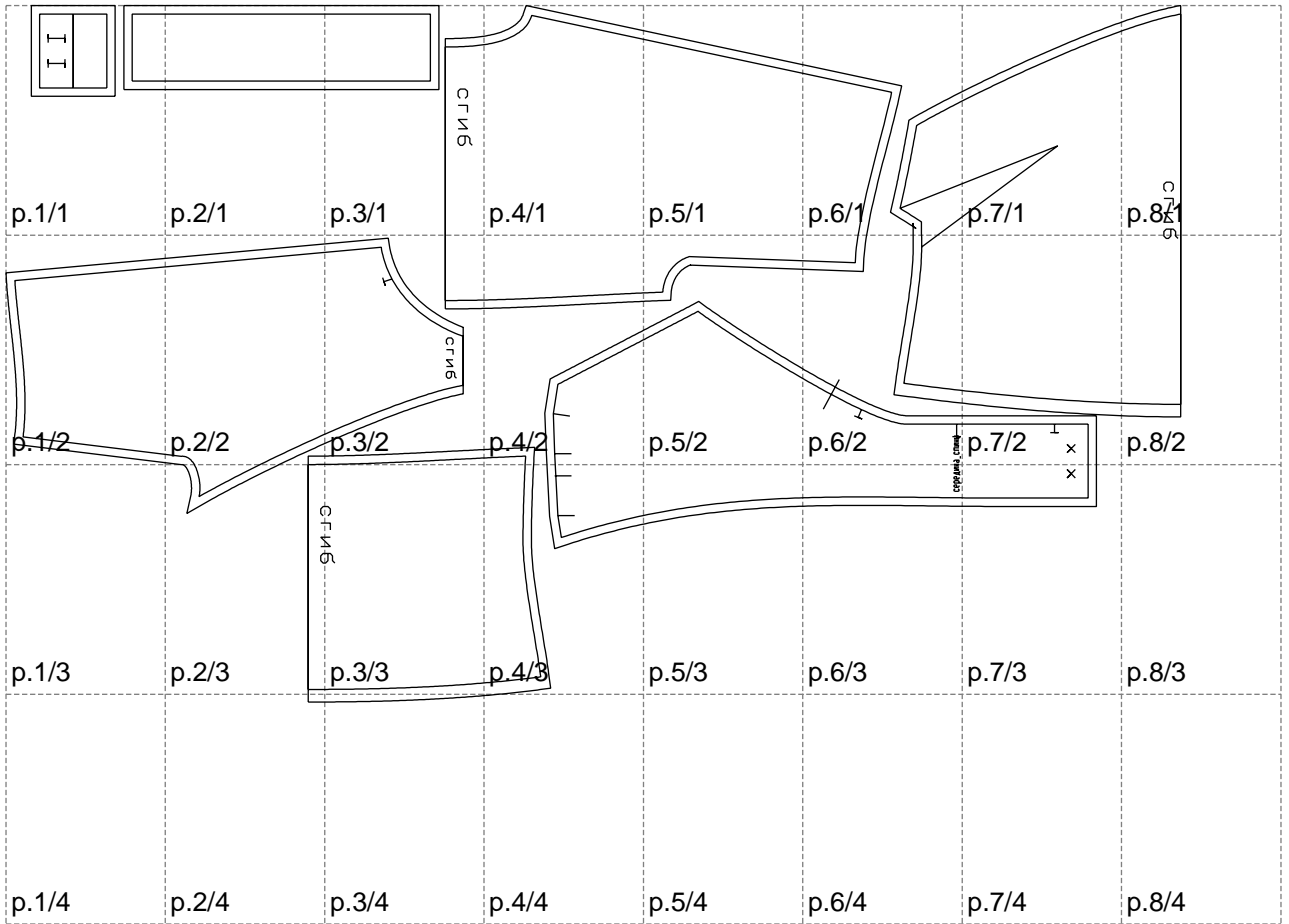 сгиб
сгиб
p.1/1
p.2/1
p.3/1
p.4/1
p.5/1
p.6/1
p.7/1
p.8/1
сгиб
p.1/2
p.2/2
p.3/2
p.4/2
p.5/2
p.6/2
p.7/2
p.8/2
середина спины
сгиб
p.1/3
p.2/3
p.3/3
p.4/3
p.5/3
p.6/3
p.7/3
p.8/3
p.1/4
p.2/4
p.3/4
p.4/4
p.5/4
p.6/4
p.7/4
p.8/4